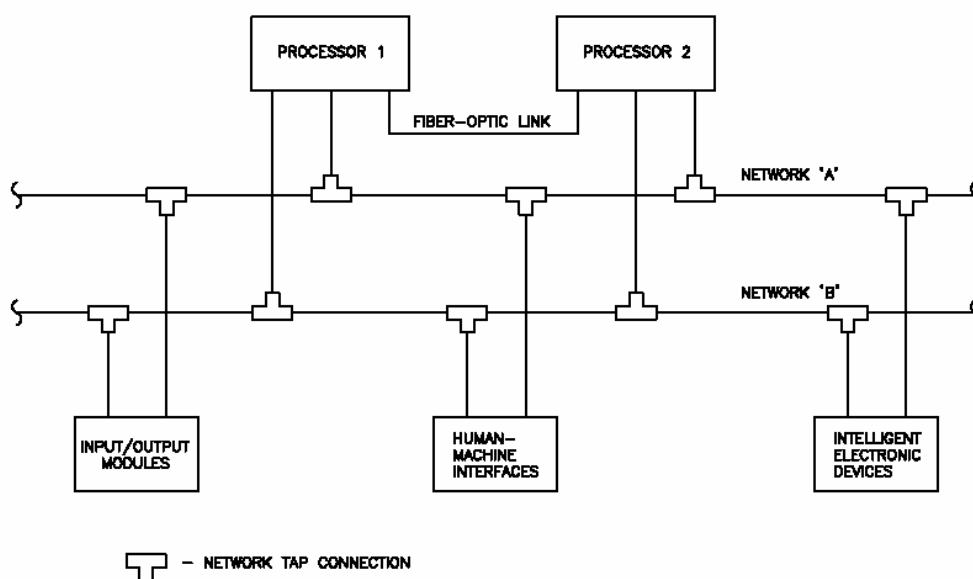 PROCESSOR 1
PROCESSOR 2
FIBER-OPTIC LINK
NETWORK 'A'
NETWORK 'B'
INPUT/OUTPUT
MODULES
HUMAN-
MACHINE
INTERFACES
INTELLIGENT
ELECTRONIC
DEVICES
- NETWORK TAP CONNECTION